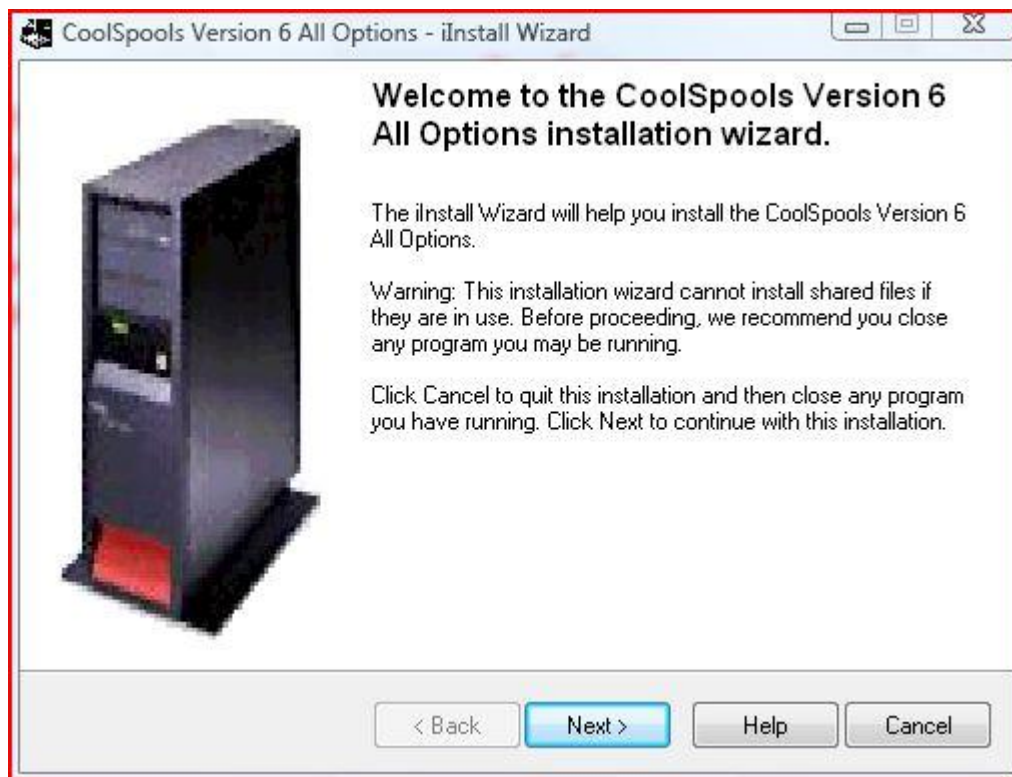 CoolSpools Version 6 All Options - iInstall Wizard
Welcome to the CoolSpools Version 6
All Options installation wizard.
The iInstall Wizard will help you install the CoolSpools Version 6
All Options.
Warning: This installation wizard cannot install shared files if
they are in use. Before proceeding, we recommend you close
any program you may be running.
Click Cancel to quit this installation and then close any program
you have running. Click Next to continue with this installation.
< Back
Next >
Help
Cancel